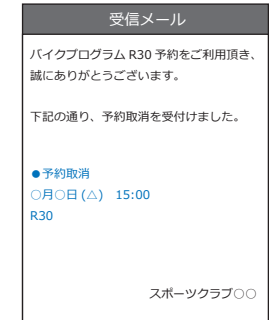 受信メール
バイクプログラム R30 予約をご利用頂き、
誠にありがとうございます。
下記の通り、予約取消を受付けました。
●予約取消
○月○日 (△) 15:00
R30
スポーツクラブ○○